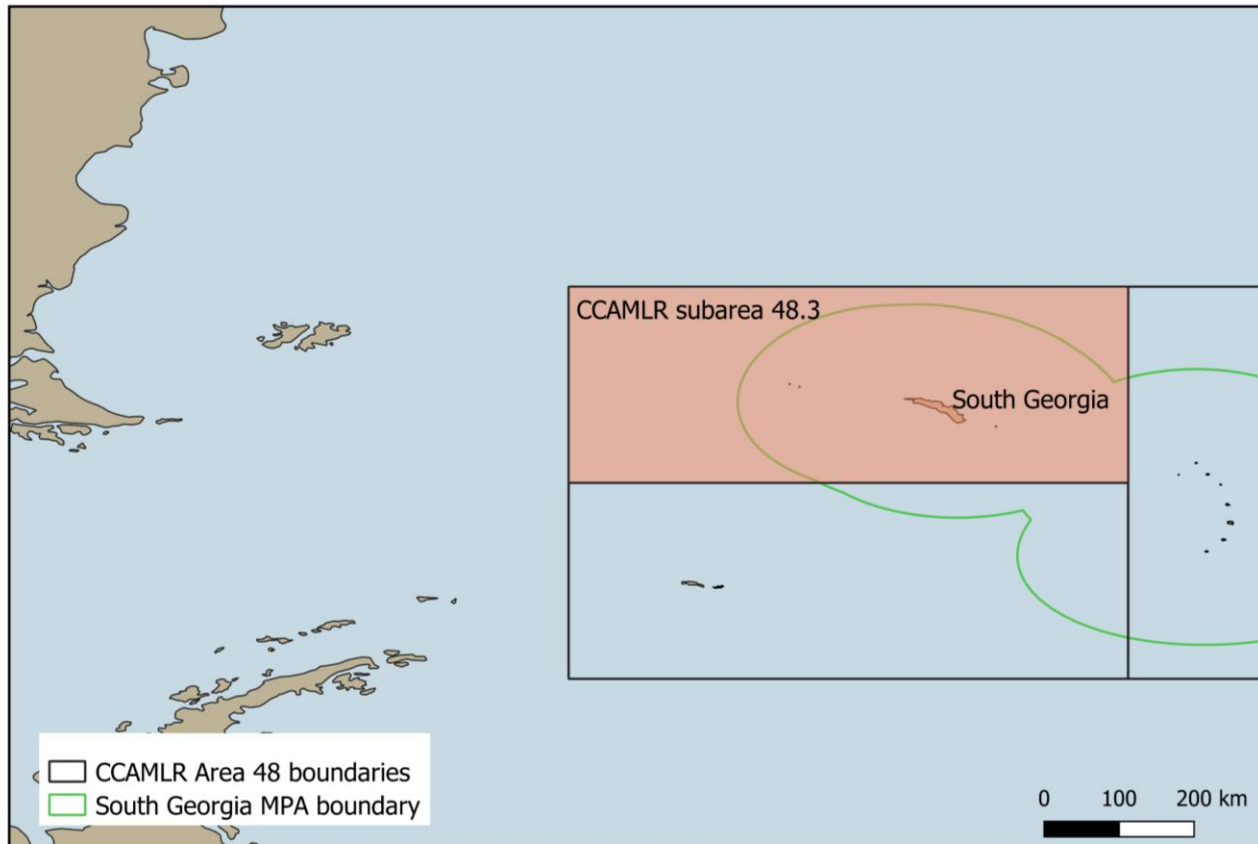 CCAMLR subarea 48.3
South Georgia
CCAMLR Area 48 boundaries
South Georgia MPA boundary
0 100 200 km